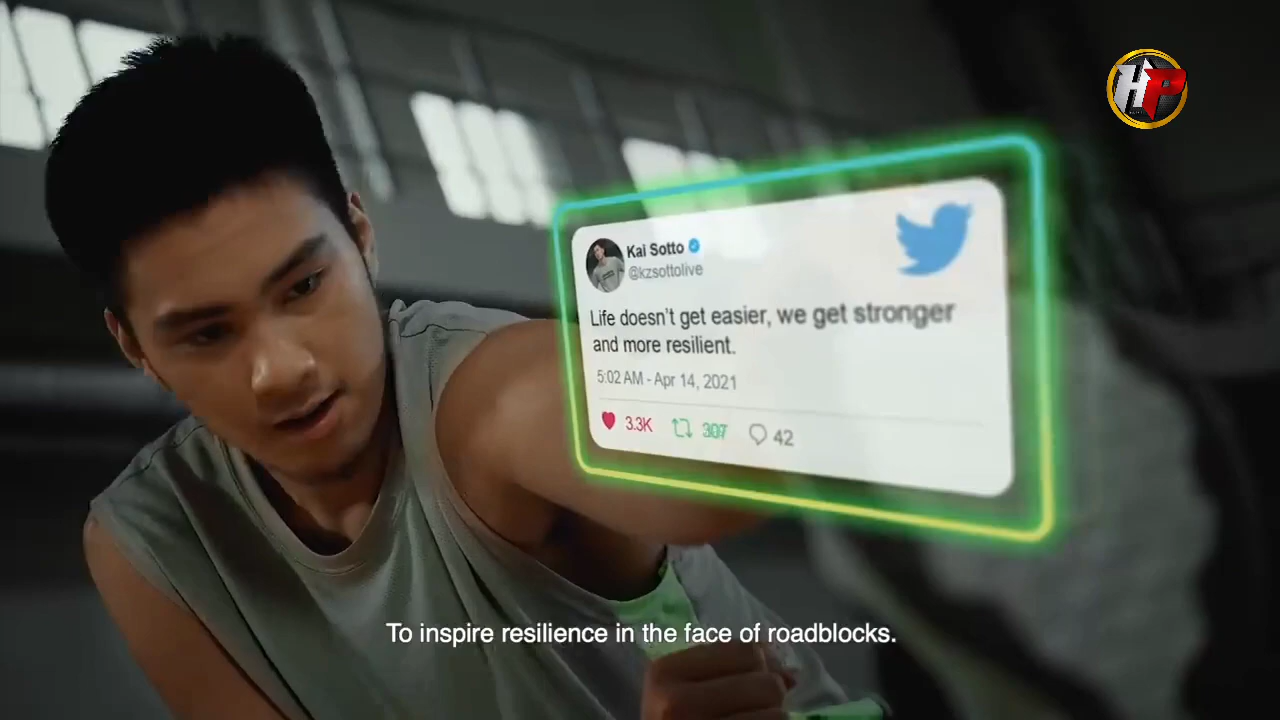 HP
Kai Sotto
@kzsottolive
Life doesn't get easier, we get stronger
and more resilient.
5:02 AM - Apr 14, 2021
3.3K 307 42
To inspire resilience in the face of roadblocks.